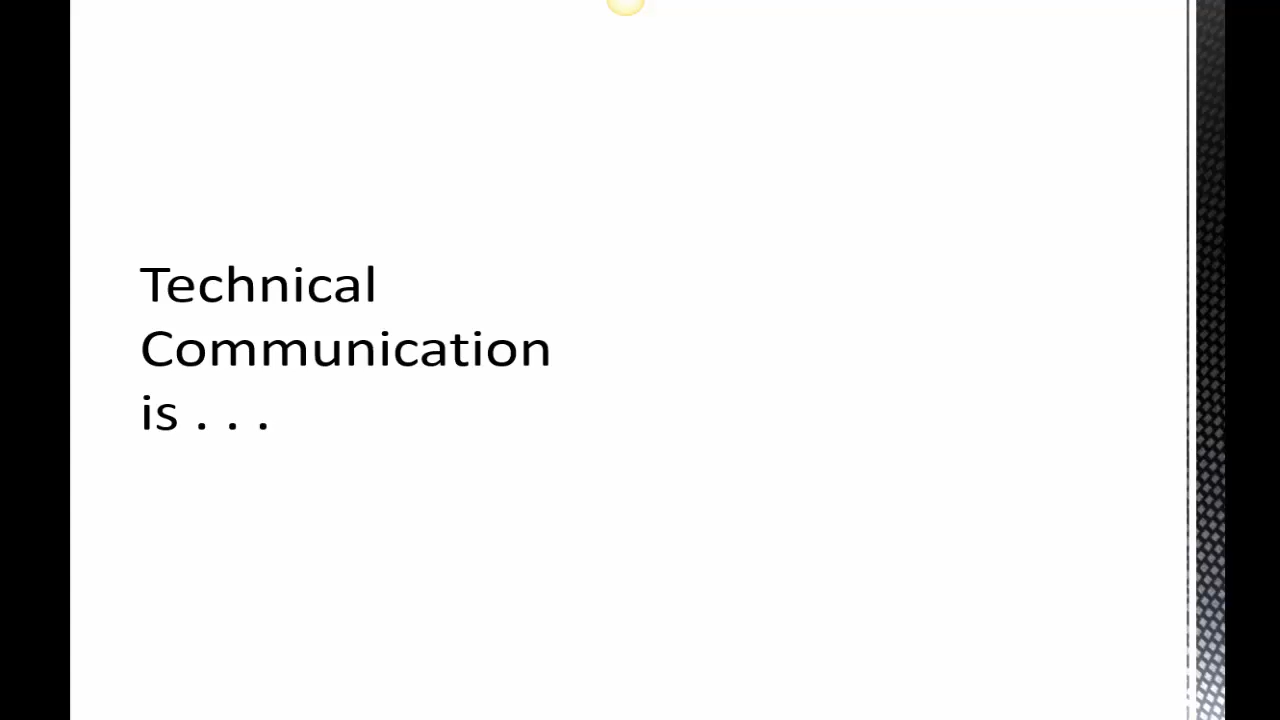 Technical
Communication
is . . .